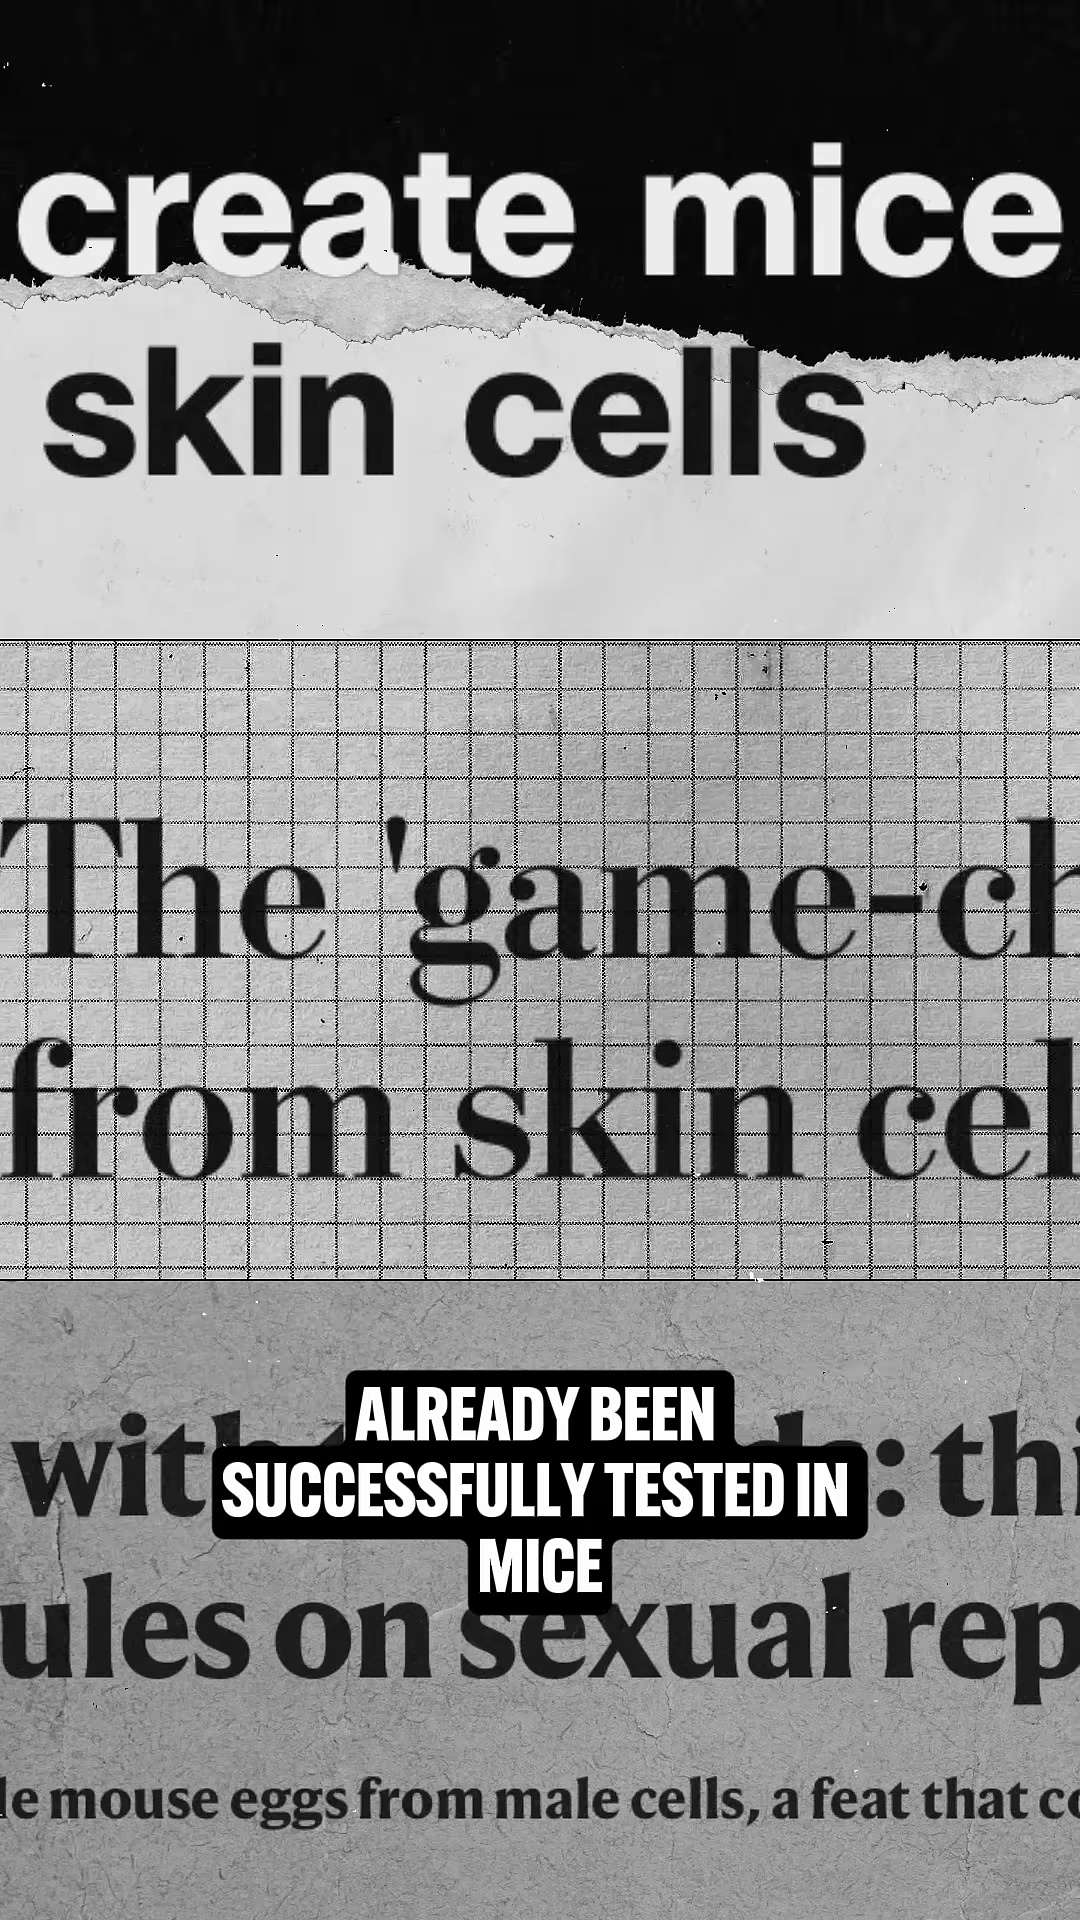 create mice
skin cells
The 'game-ch
from skin cel
ALREADY BEEN
SUCCESSFULLY TESTED IN
MICE
: thi
ules on sexual rep
le mouse eggs from male cells, a feat that co